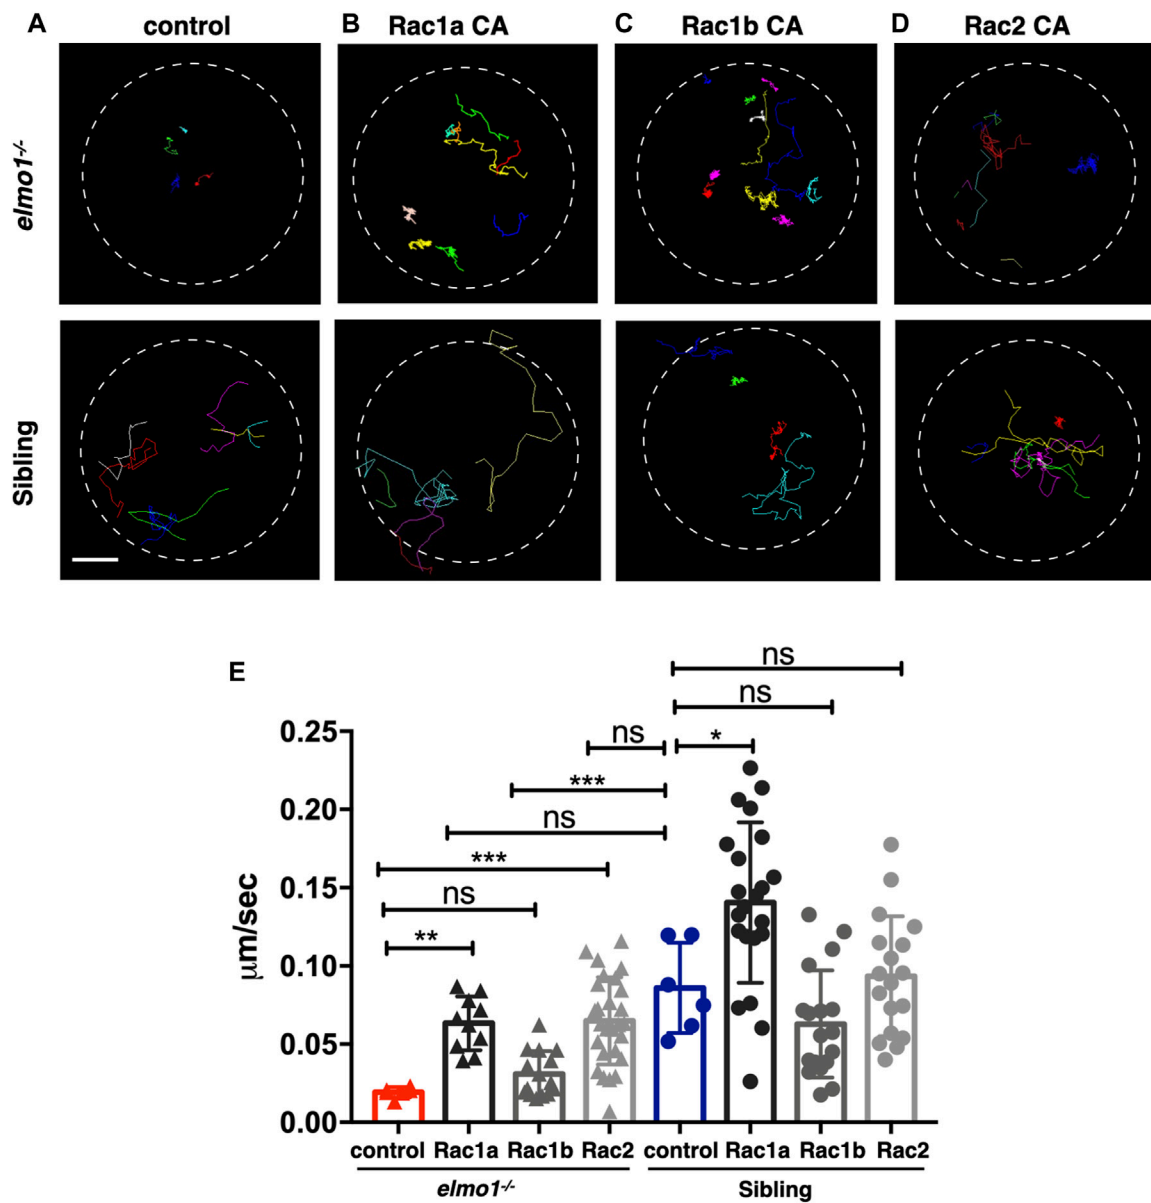 A control B Rac1a CA C Rac1b CA D Rac2 CA
elmo1-/-
Sibling
E
ns
ns
ns *
***
ns
***
ns
**
0.25
0.20
0.15
0.10
0.05
0.00
μm/sec
control Rac1a Rac1b Rac2 control Rac1a Rac1b Rac2
elmo1-/- Sibling